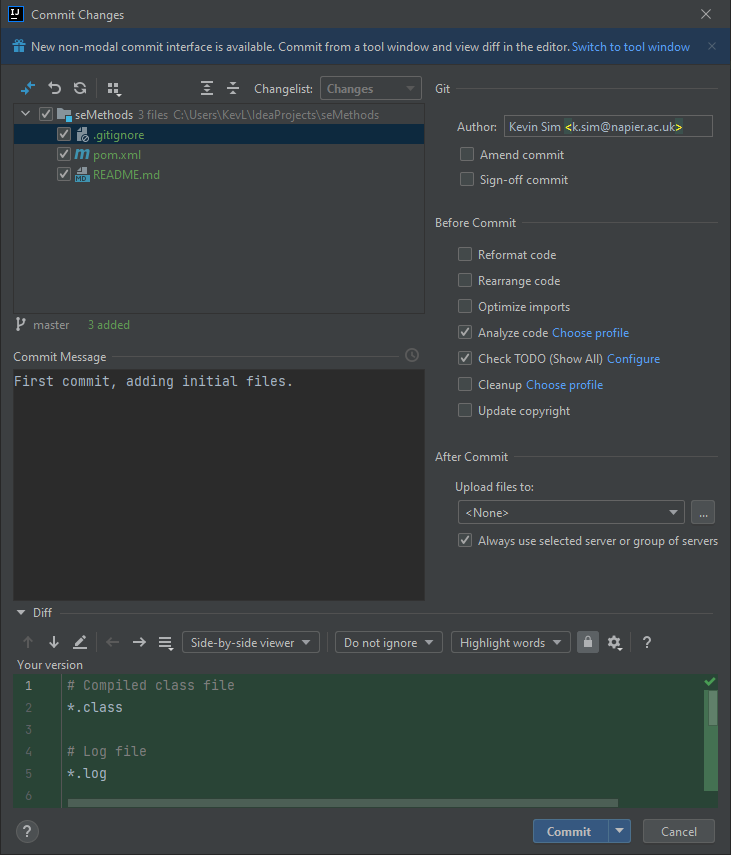 Commit Changes
New non-modal commit interface is available. Commit from a tool window and view diff in the editor. Switch to tool window
Changelist: Changes
seMethods 3 files C:\Users\KevL\IdeaProjects\seMethods
.gitignore
pom.xml
README.md
master 3 added
Commit Message
First commit, adding initial files.
Git
Author: Kevin Sim <k.sim@napier.ac.uk>
Amend commit
Sign-off commit
Before Commit
Reformat code
Rearrange code
Optimize imports
Analyze code Choose profile
Check TODO (Show All) Configure
Cleanup Choose profile
Update copyright
After Commit
Upload files to:
<None> ...
Always use selected server or group of servers
Diff
Side-by-side viewer Do not ignore Highlight words ?
Your version
1 # Compiled class file
2 *.class
3
4 # Log file
5 *.log
6
? Commit Cancel